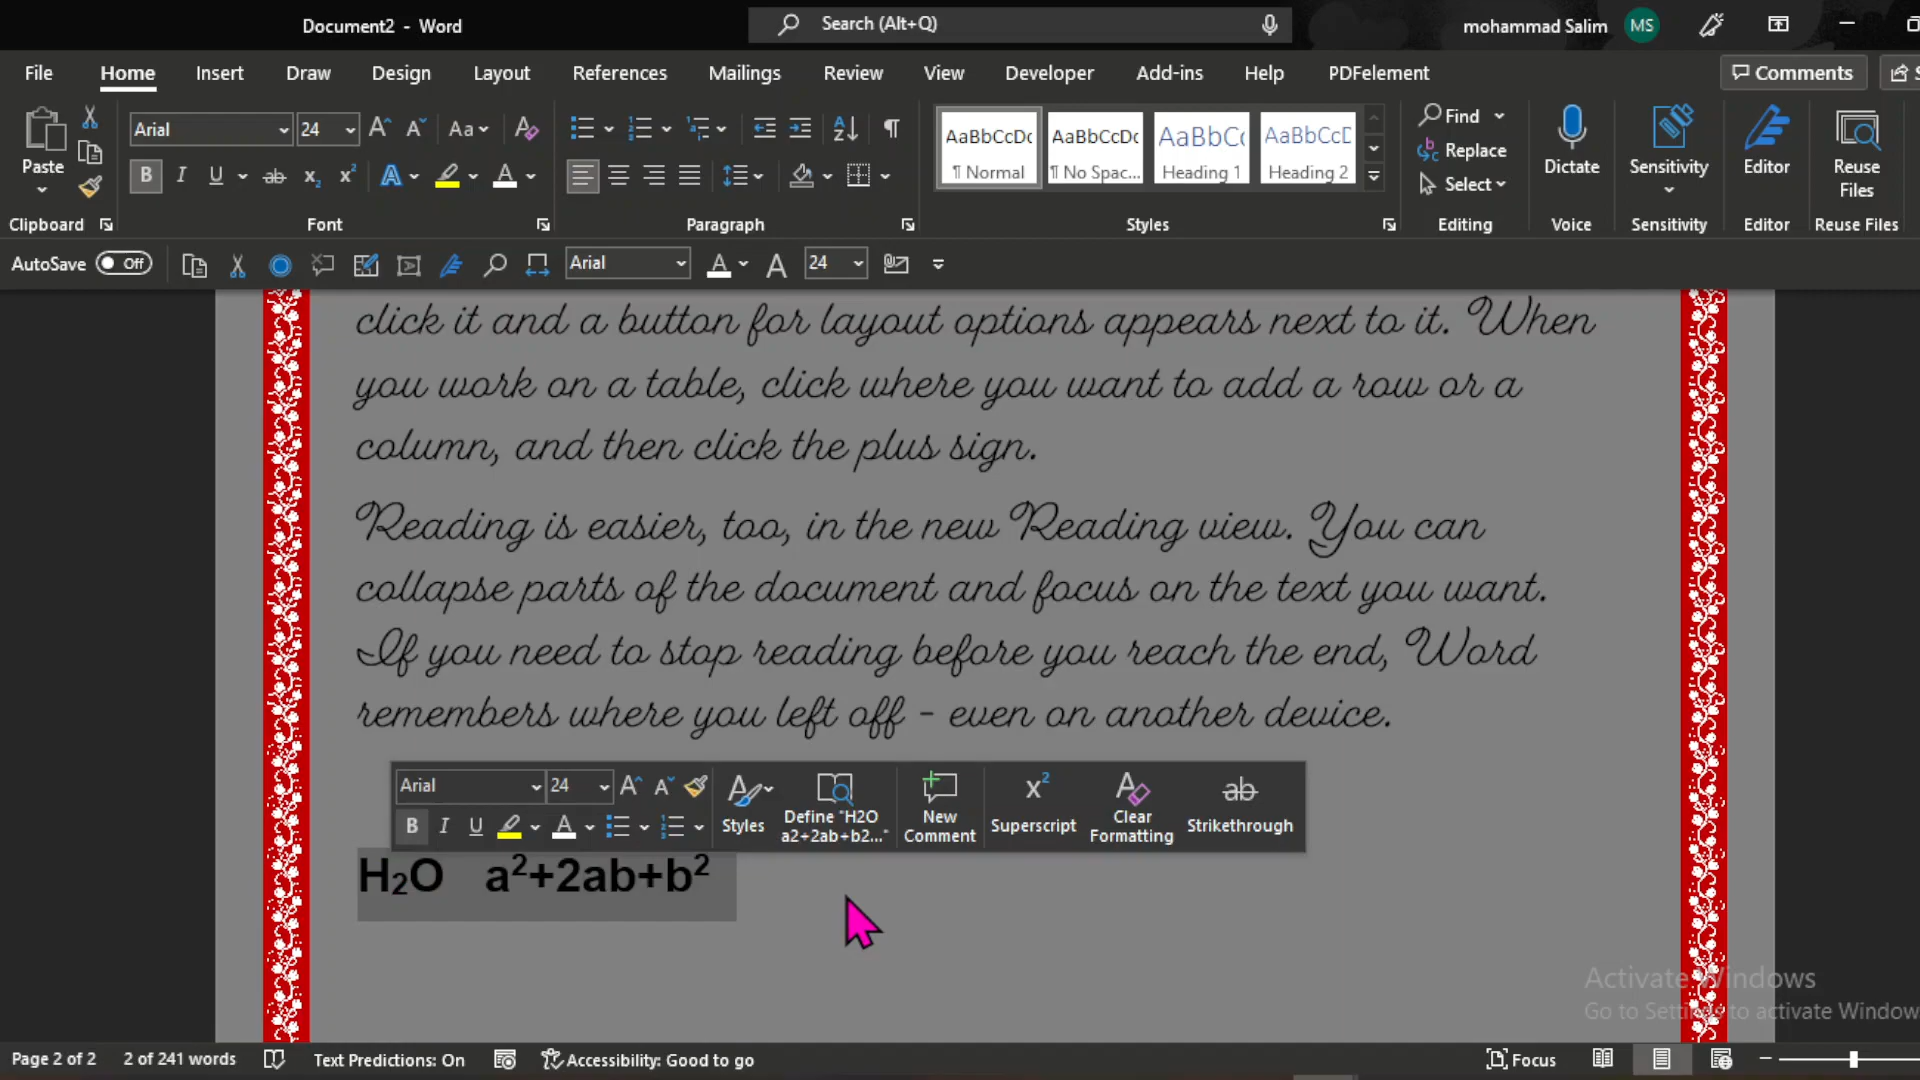 Document2 - Word
Search (Alt+Q)
mohammad Salim MS
File Home Insert Draw Design Layout References Mailings Review View Developer Add-ins Help PDFelement
Comments
Arial 24 Aa
Find
Paste
Replace
Select
AaBbCcDc AaBbCcDc AaBbC AaBbCcD
¶ Normal ¶ No Spac... Heading 1 Heading 2
Dictate Sensitivity Editor Reuse Files
Clipboard Font Paragraph Styles Editing Voice Sensitivity Editor Reuse Files
AutoSave Off Arial 24
click it and a button for layout options appears next to it. When
you work on a table, click where you want to add a row or a
column, and then click the plus sign.
Reading is easier, too, in the new Reading view. You can
collapse parts of the document and focus on the text you want.
If you need to stop reading before you reach the end, Word
remembers where you left off - even on another device.
Arial 24
Styles Define "H2O a2+2ab+b2..." New Comment Superscript Clear Formatting Strikethrough
H₂O a²+2ab+b²
Activate Windows
Go to Settings to activate Window
Page 2 of 2 2 of 241 words Text Predictions: On Accessibility: Good to go Focus